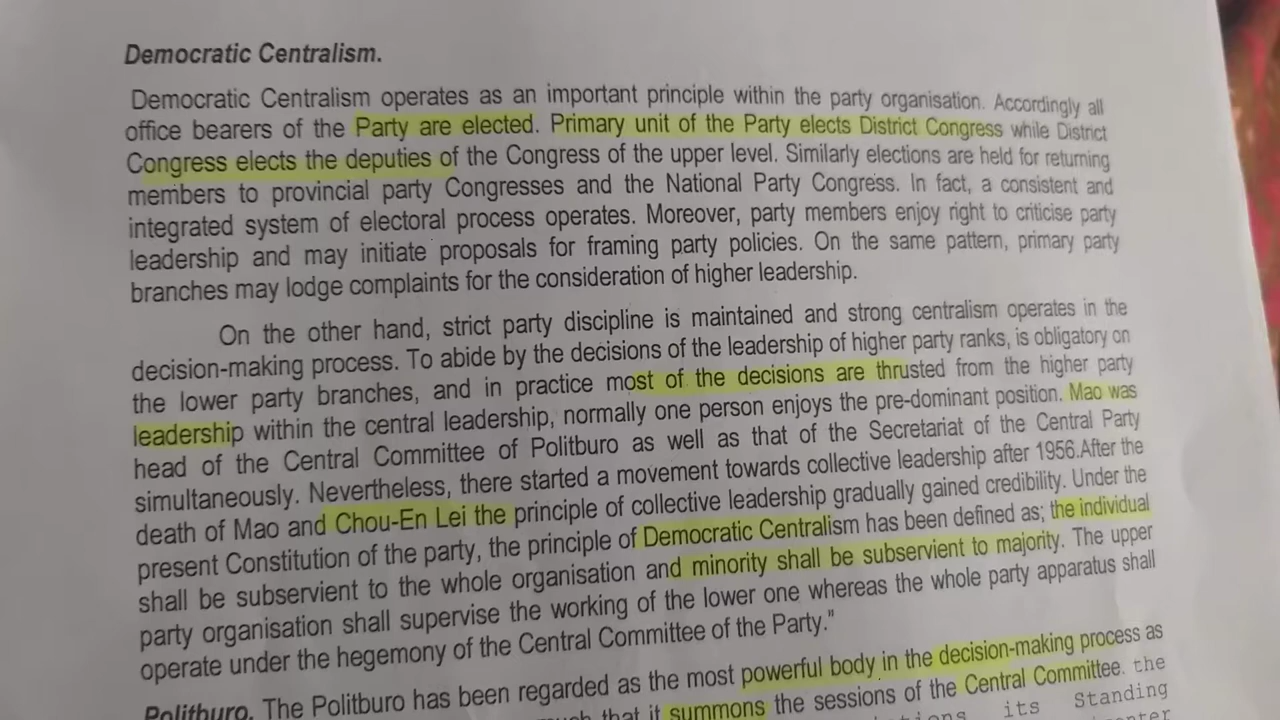 Democratic Centralism.
Democratic Centralism operates as an important principle within the party organisation. Accordingly all
office bearers of the Party are elected. Primary unit of the Party elects District Congress while District
Congress elects the deputies of the Congress of the upper level. Similarly elections are held for returning
members to provincial party Congresses and the National Party Congress. In fact, a consistent and
integrated system of electoral process operates. Moreover, party members enjoy right to criticise party
leadership and may initiate proposals for framing party policies. On the same pattern, primary party
branches may lodge complaints for the consideration of higher leadership.
On the other hand, strict party discipline is maintained and strong centralism operates in the
decision-making process. To abide by the decisions of the leadership of higher party ranks, is obligatory on
the lower party branches, and in practice most of the decisions are thrusted from the higher party
leadership within the central leadership, normally one person enjoys the pre-dominant position. Mao was
head of the Central Committee of Politburo as well as that of the Secretariat of the Central Party
simultaneously. Nevertheless, there started a movement towards collective leadership after 1956.After the
death of Mao and Chou-En Lei the principle of collective leadership gradually gained credibility. Under the
present Constitution of the party, the principle of Democratic Centralism has been defined as; the individual
shall be subservient to the whole organisation and minority shall be subservient to majority. The upper
party organisation shall supervise the working of the lower one whereas the whole party apparatus shall
operate under the hegemony of the Central Committee of the Party."
Politburo. The Politburo has been regarded as the most powerful body in the decision-making process as
that it summons the sessions of the Central Committee. the
its Standing